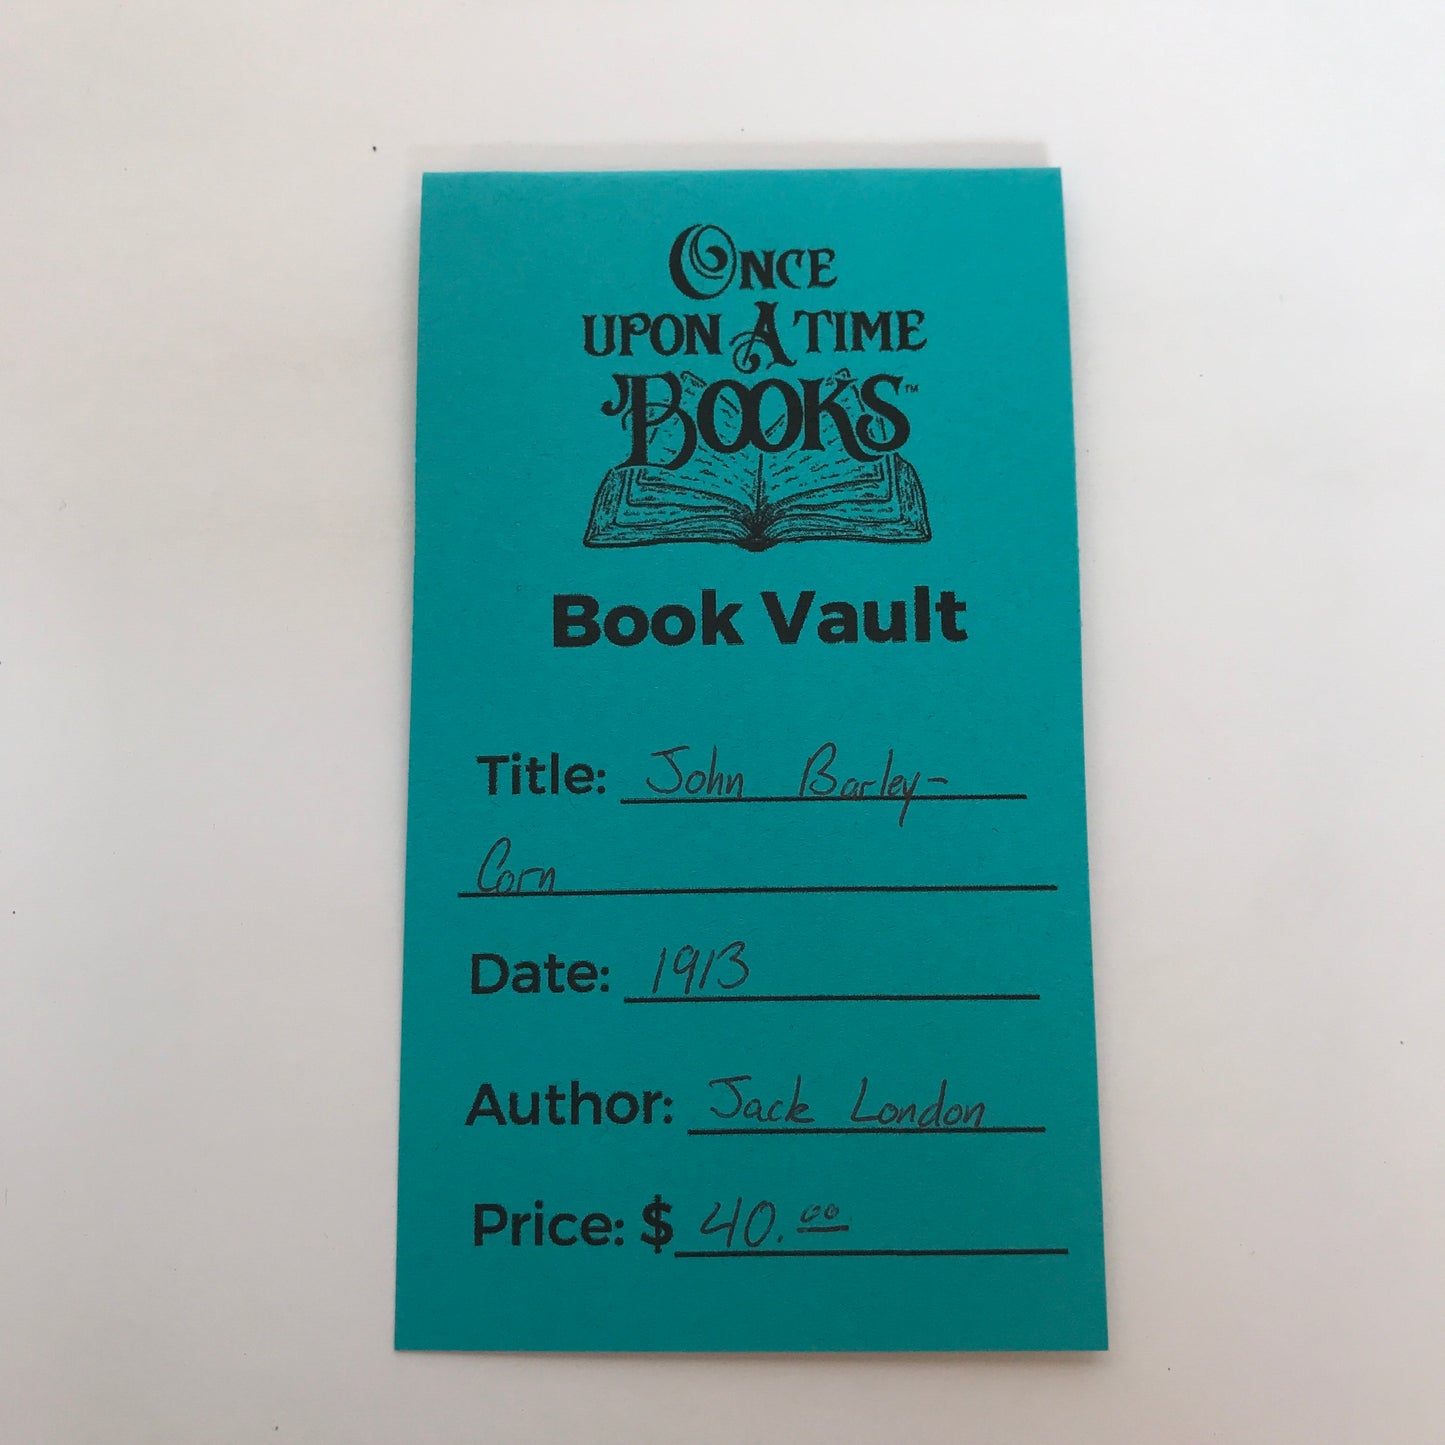 ONCE
UPON A TIME
BOOKS™
Book Vault
Title: John Barley-
Corn
Date: 1913
Author: Jack London
Price: $ 40.00